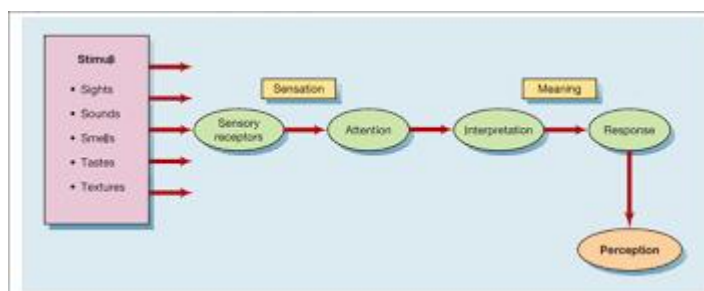 Stimuli
• Sights
• Sounds
• Smells
• Tastes
• Textures
Sensation
Meaning
Sensory
receptors
Attention
Interpretation
Response
Perception